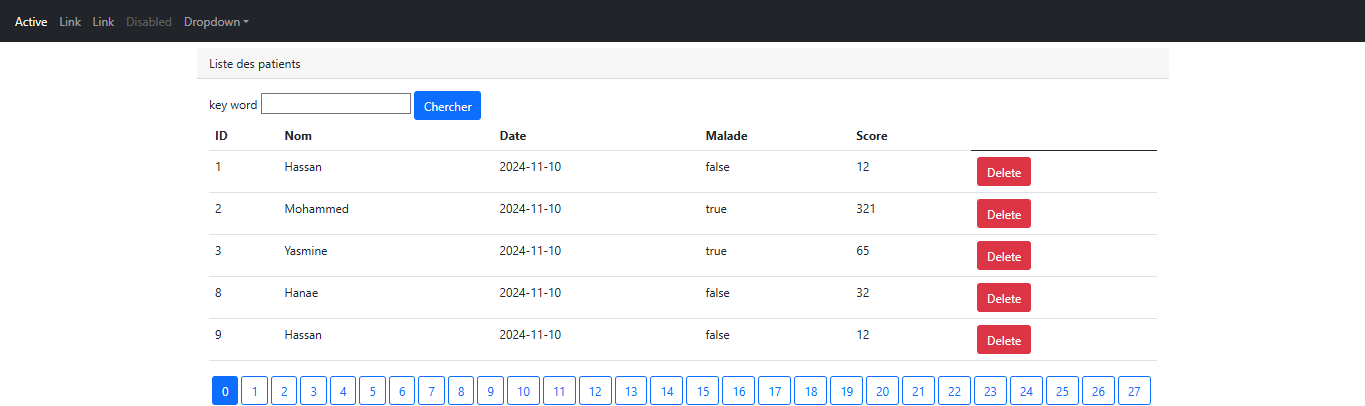 Active Link Link Disabled Dropdown
Liste des patients
key word Chercher
ID Nom Date Malade Score
1 Hassan 2024-11-10 false 12 Delete
2 Mohammed 2024-11-10 true 321 Delete
3 Yasmine 2024-11-10 true 65 Delete
8 Hanae 2024-11-10 false 32 Delete
9 Hassan 2024-11-10 false 12 Delete
0 1 2 3 4 5 6 7 8 9 10 11 12 13 14 15 16 17 18 19 20 21 22 23 24 25 26 27